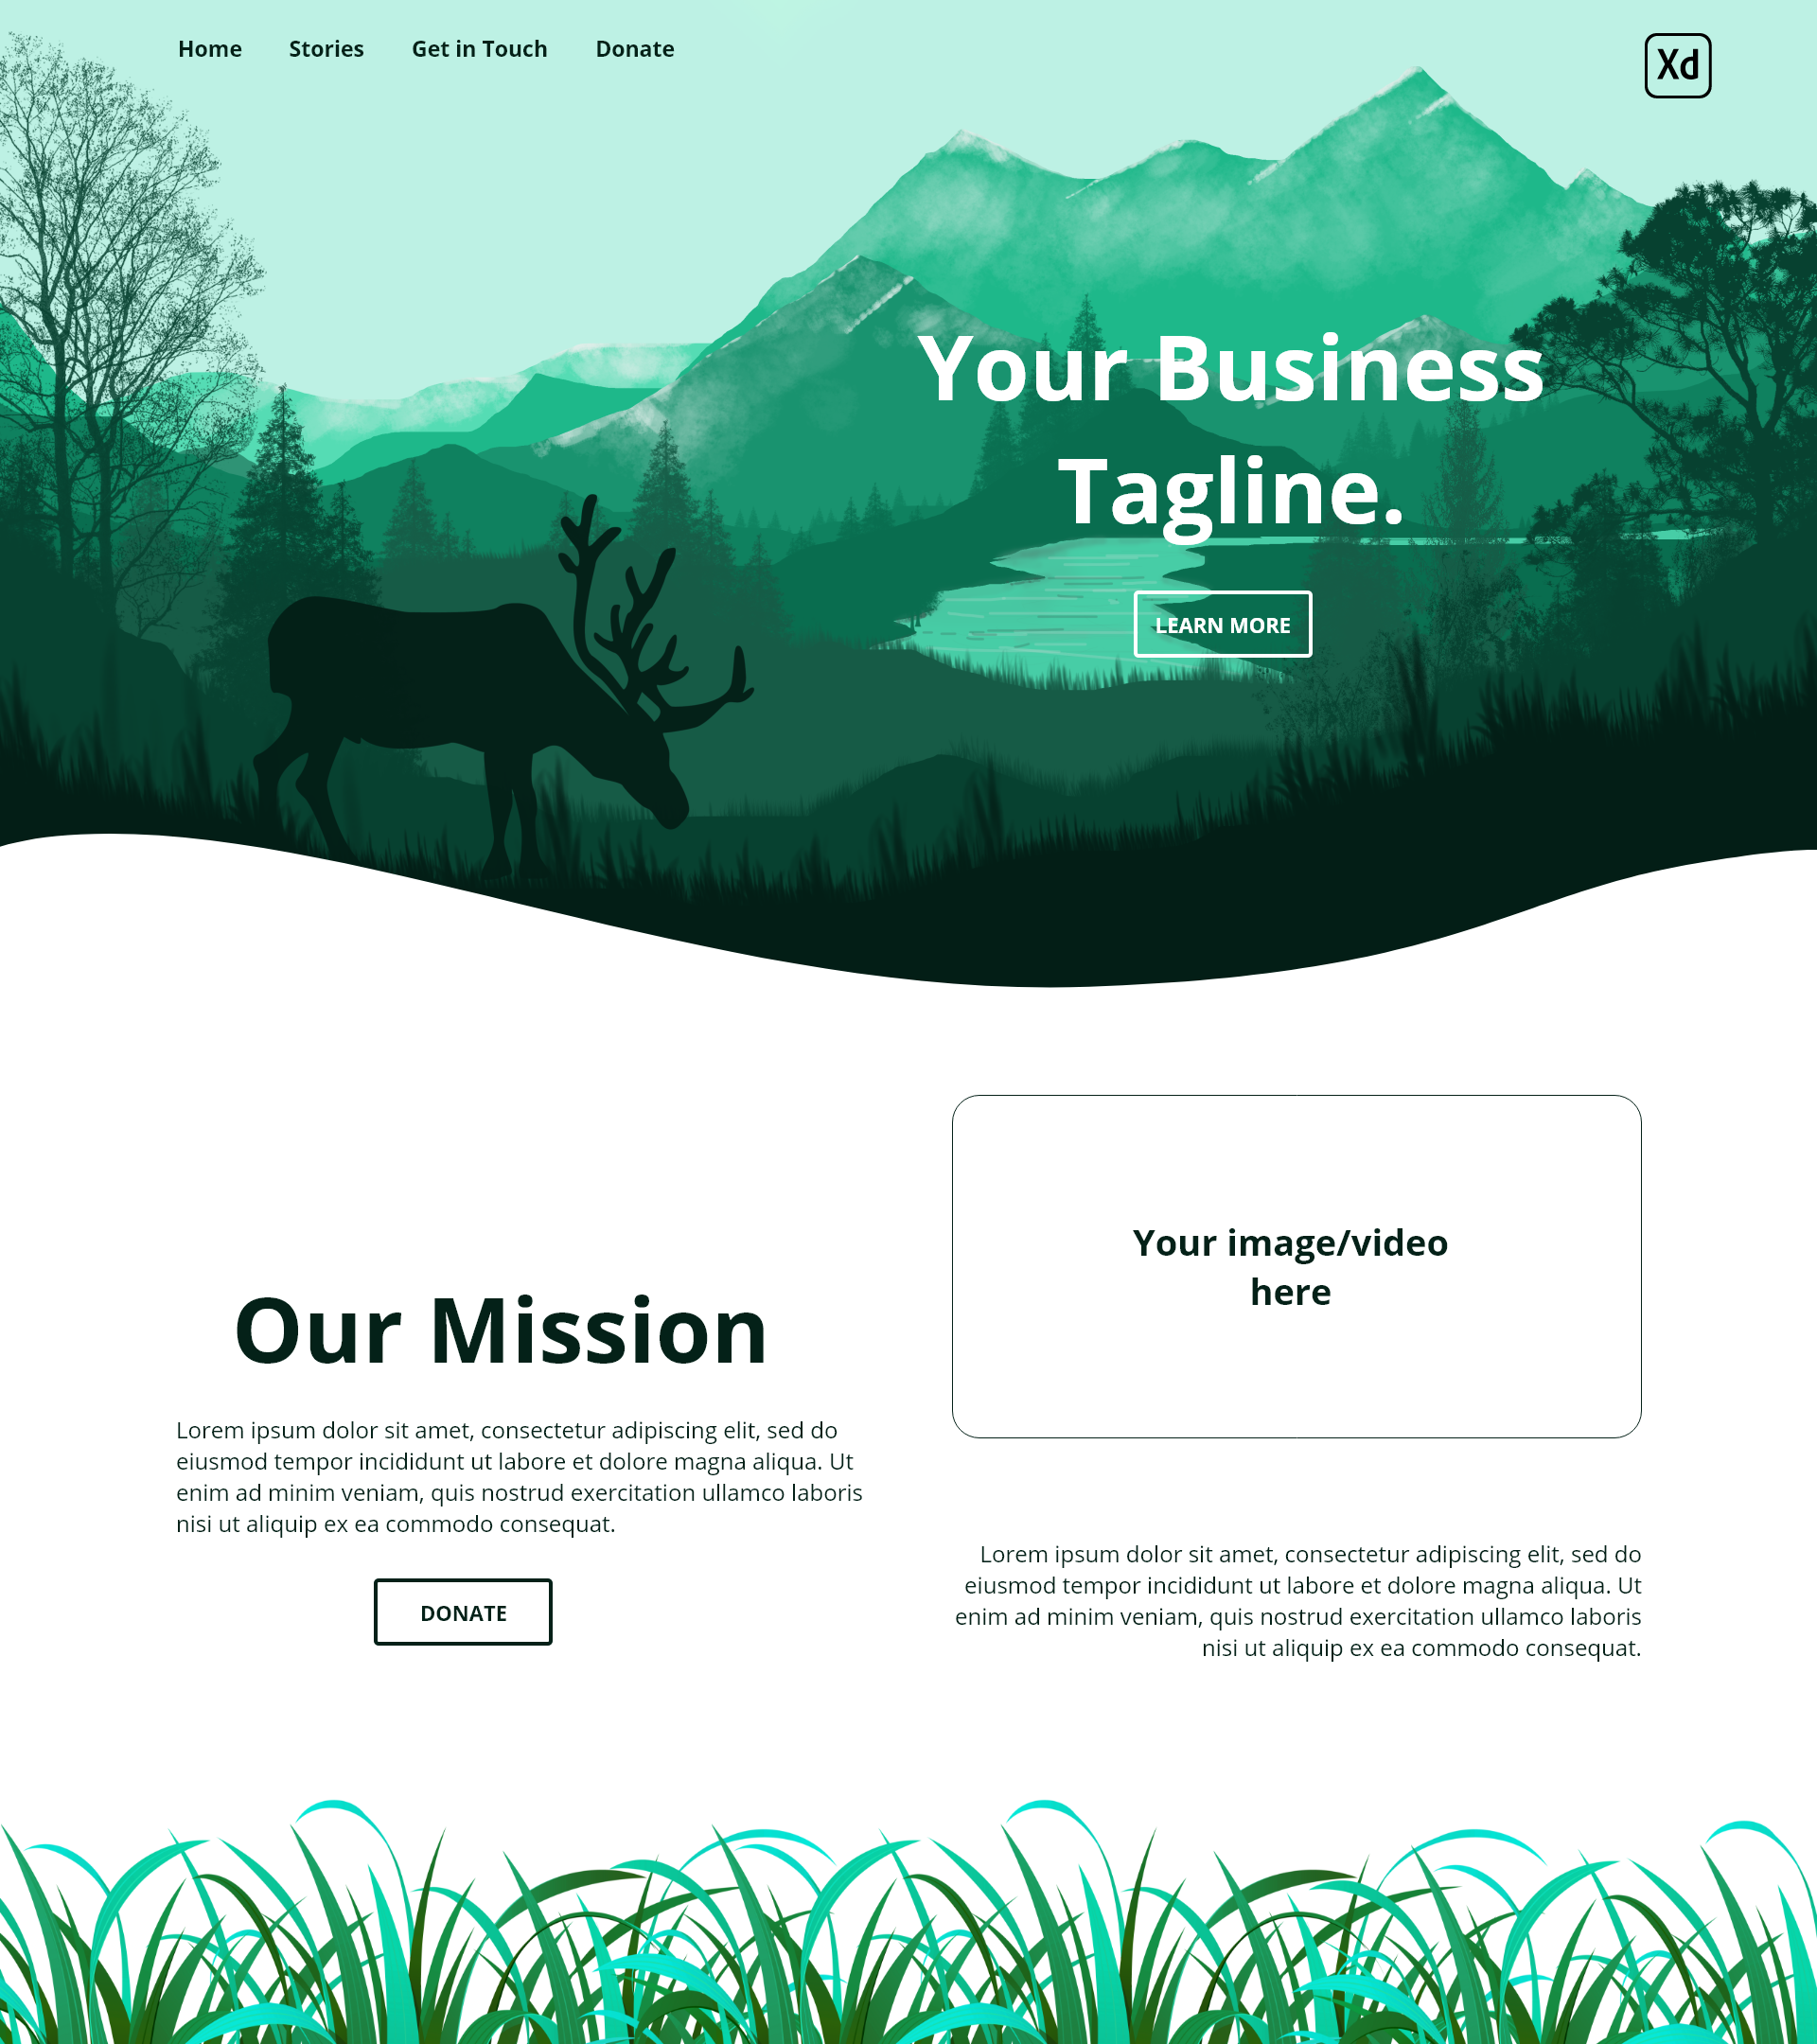 Home Stories Get in Touch Donate
Xd
Your Business
Tagline.
LEARN MORE
Our Mission
Lorem ipsum dolor sit amet, consectetur adipiscing elit, sed do
eiusmod tempor incididunt ut labore et dolore magna aliqua. Ut
enim ad minim veniam, quis nostrud exercitation ullamco laboris
nisi ut aliquip ex ea commodo consequat.
DONATE
Your image/video
here
Lorem ipsum dolor sit amet, consectetur adipiscing elit, sed do
eiusmod tempor incididunt ut labore et dolore magna aliqua. Ut
enim ad minim veniam, quis nostrud exercitation ullamco laboris
nisi ut aliquip ex ea commodo consequat.